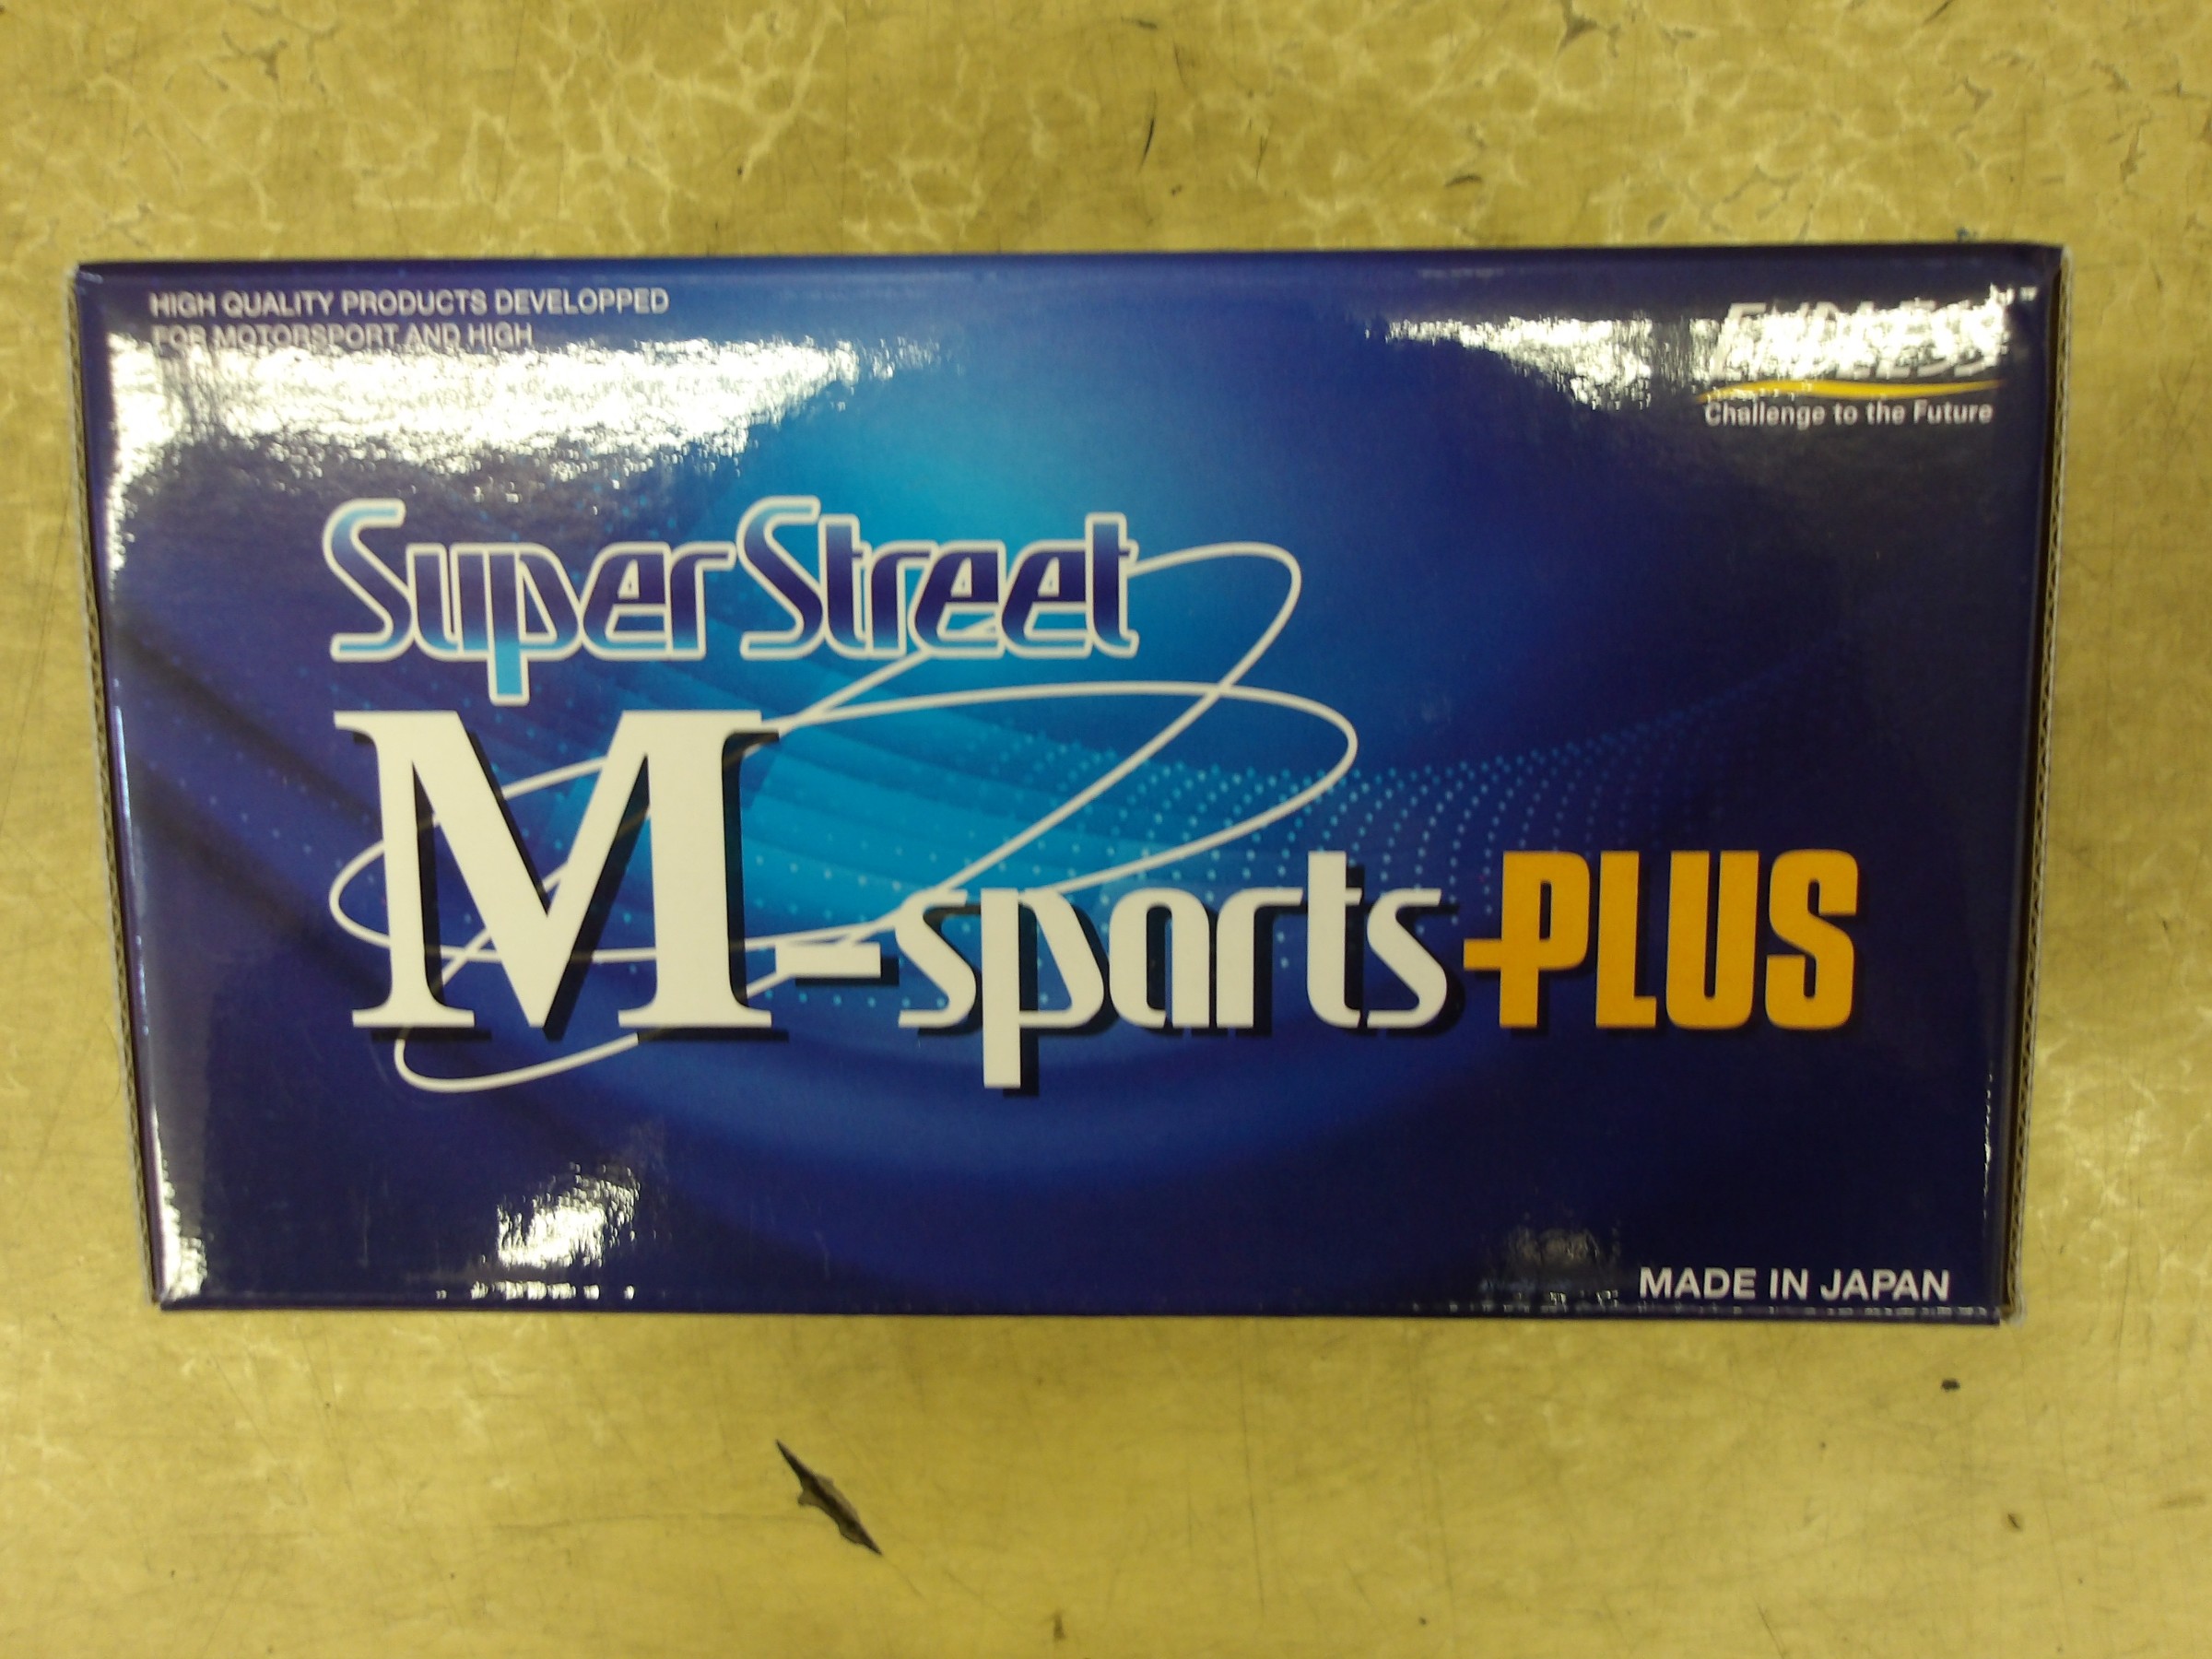 HIGH QUALITY PRODUCTS DEVELOPPED
FOR MOTORSPORT AND HIGH
ENDLESS
Challenge to the Future
Super Street
M-sports PLUS
MADE IN JAPAN